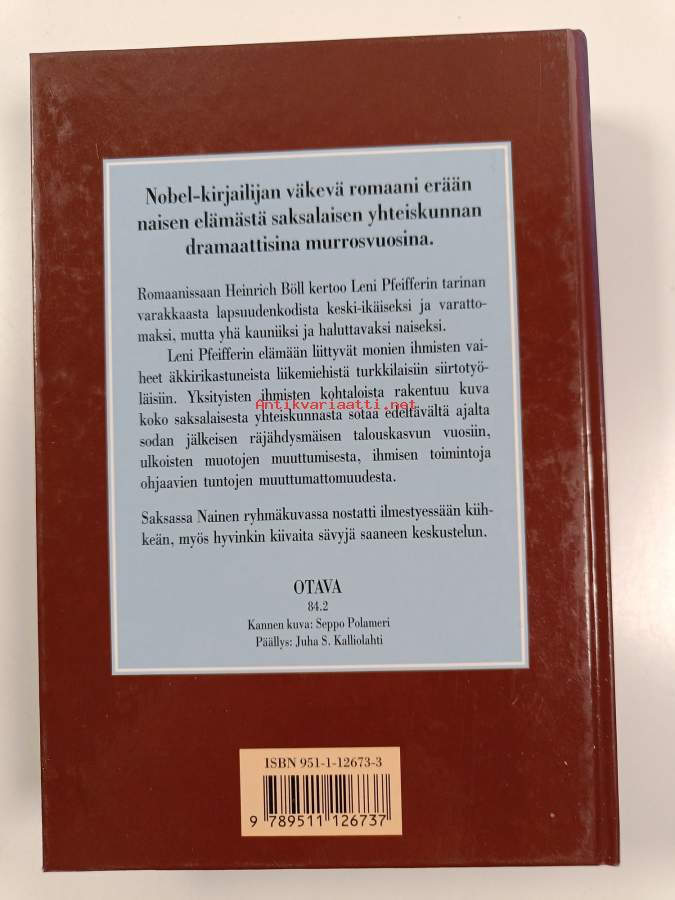 Nobel-kirjailijan väkevä romaani erään
naisen elämästä saksalaisen yhteiskunnan
dramaattisina murrosvuosina.
Romaanissaan Heinrich Böll kertoo Leni Pfeifferin tarinan
varakkaasta lapsuudenkodista keski-ikäiseksi ja varatto-
maksi, mutta yhä kauniiksi ja haluttavaksi naiseksi.
Leni Pfeifferin elämään liittyvät monien ihmisten vai-
heet äkkirikastuneista liikemiehistä turkkilaisiin siirtotyö-
läisiin. Yksityisten ihmisten kohtaloista rakentuu kuva
Antikvariaatti.net
koko saksalaisesta yhteiskunnasta sotaa edeltävältä ajalta
sodan jälkeisen räjähdysmäisen talouskasvun vuosiin,
ulkoisten muotojen muuttumisesta, ihmisen toimintoja
ohjaavien tuntojen muuttumattomuudesta.
Saksassa Nainen ryhmäkuvassa nostatti ilmestyessään kiih-
keän, myös hyvinkin kiivaita sävyjä saaneen keskustelun.
OTAVA
84.2
Kannen kuva: Seppo Polameri
Päällys: Juha S. Kalliolahti
ISBN 951-1-12673-3
9 789511 126737